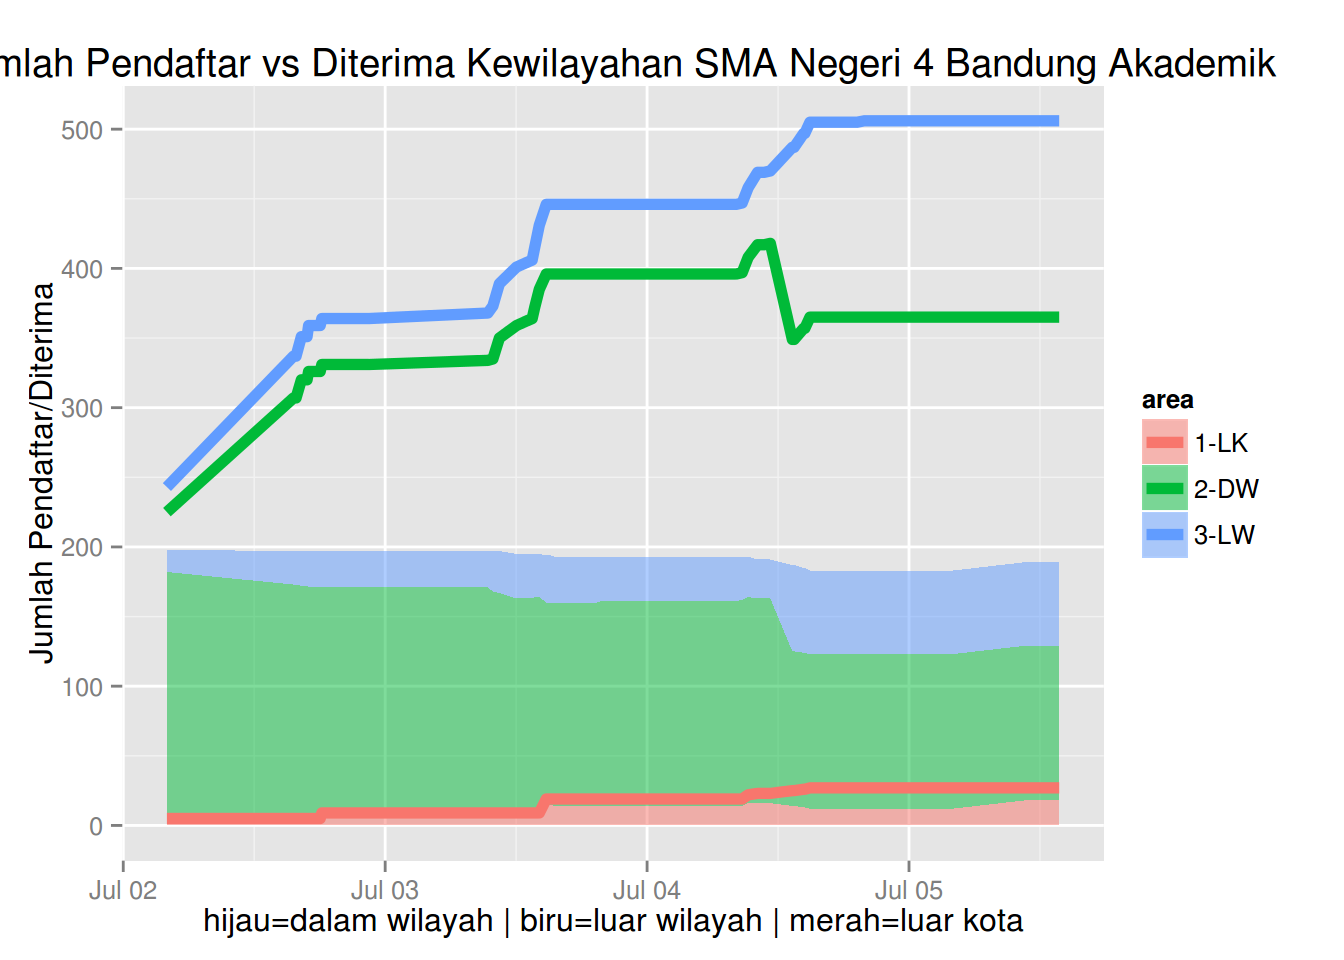 mlah Pendaftar vs Diterima Kewilayahan SMA Negeri 4 Bandung Akademik
Jumlah Pendaftar/Diterima
500
400
300
200
100
0
Jul 02
Jul 03
Jul 04
Jul 05
hijau=dalam wilayah | biru=luar wilayah | merah=luar kota
area
1-LK
2-DW
3-LW